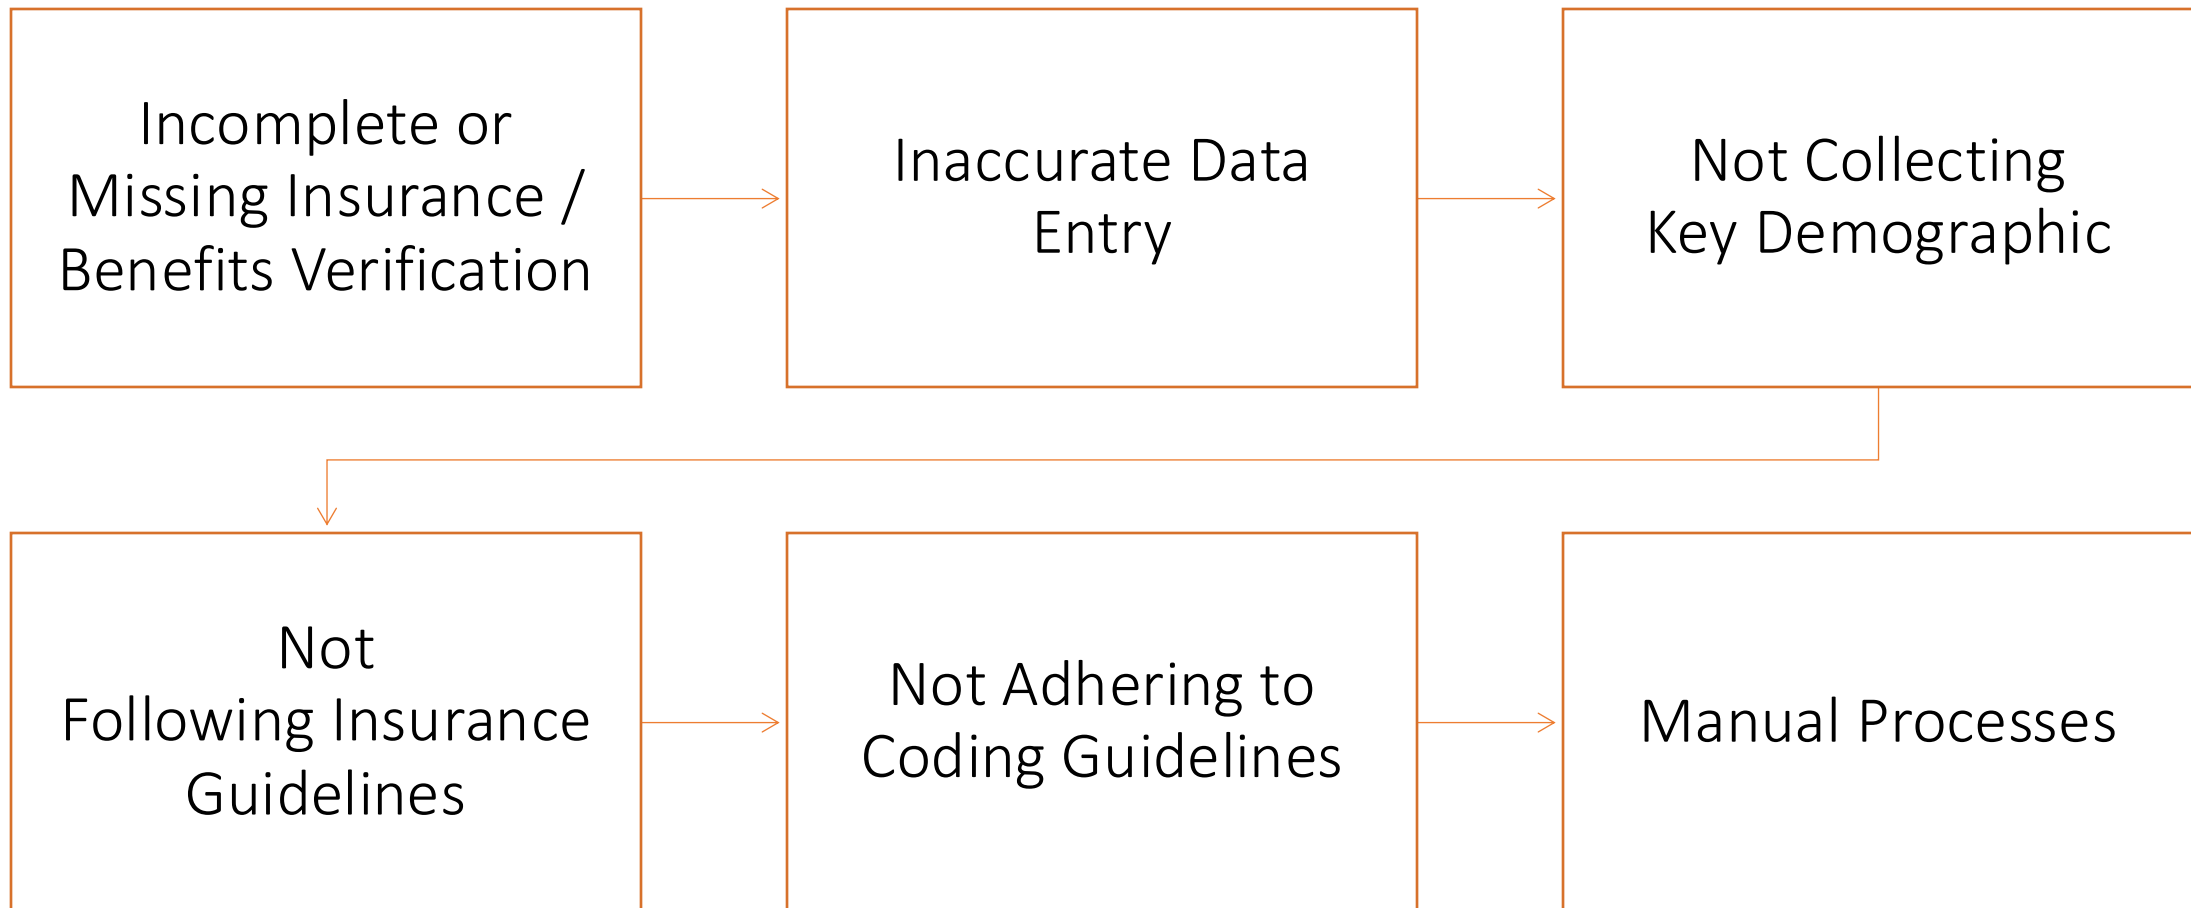 Incomplete or
Missing Insurance /
Benefits Verification
Inaccurate Data
Entry
Not Collecting
Key Demographic
Not
Following Insurance
Guidelines
Not Adhering to
Coding Guidelines
Manual Processes